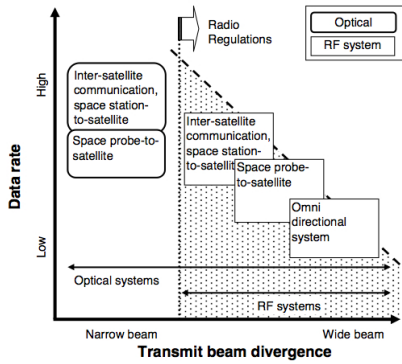 Radio
Regulations
Optical
RF system
High
Data rate
Low
Inter-satellite
communication,
space station-
to-satellite
Space probe-to-
satellite
Inter-satellite
communication,
space station-
to-satellite
Space probe-
to-satellite
Omni
directional
system
Optical systems
RF systems
Narrow beam
Wide beam
Transmit beam divergence